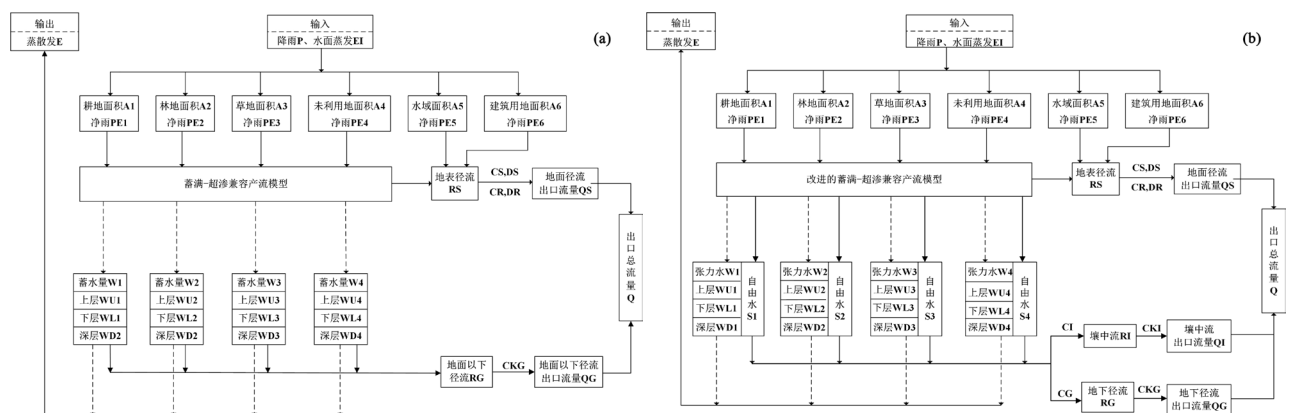 输出
蒸散发E
输入
降雨P、水面蒸发EI
(a)
耕地面积A1
净雨PE1
林地面积A2
净雨PE2
草地面积A3
净雨PE3
未利用地面积A4
净雨PE4
水域面积A5
净雨PE5
建筑用地面积A6
净雨PE6
蓄满-超渗兼容产流模型
地表径流
RS
CS,DS
CR,DR
地面径流
出口流量QS
出口总流量Q
蓄水量W1
上层WU1
下层WL1
深层WD2
蓄水量W2
上层WU2
下层WL2
深层WD2
蓄水量W3
上层WU3
下层WL3
深层WD3
蓄水量W4
上层WU4
下层WL4
深层WD4
地面以下
径流RG
CKG
地面以下径流
出口流量QG
输出
蒸散发E
输入
降雨P、水面蒸发EI
(b)
耕地面积A1
净雨PE1
林地面积A2
净雨PE2
草地面积A3
净雨PE3
未利用地面积A4
净雨PE4
水域面积A5
净雨PE5
建筑用地面积A6
净雨PE6
改进的蓄满-超渗兼容产流模型
地表径流
RS
CS,DS
CR,DR
地面径流
出口流量QS
出口总流量Q
张力水W1
上层WU1
下层WL1
深层WD1
自由水S1
张力水W2
上层WU2
下层WL2
深层WD2
自由水S2
张力水W3
上层WU3
下层WL3
深层WD3
自由水S3
张力水W4
上层WU4
下层WL4
深层WD4
自由水S4
CI
壤中流RI
CKI
壤中流
出口流量QI
CG
地下径流
RG
CKG
地下径流
出口流量QG